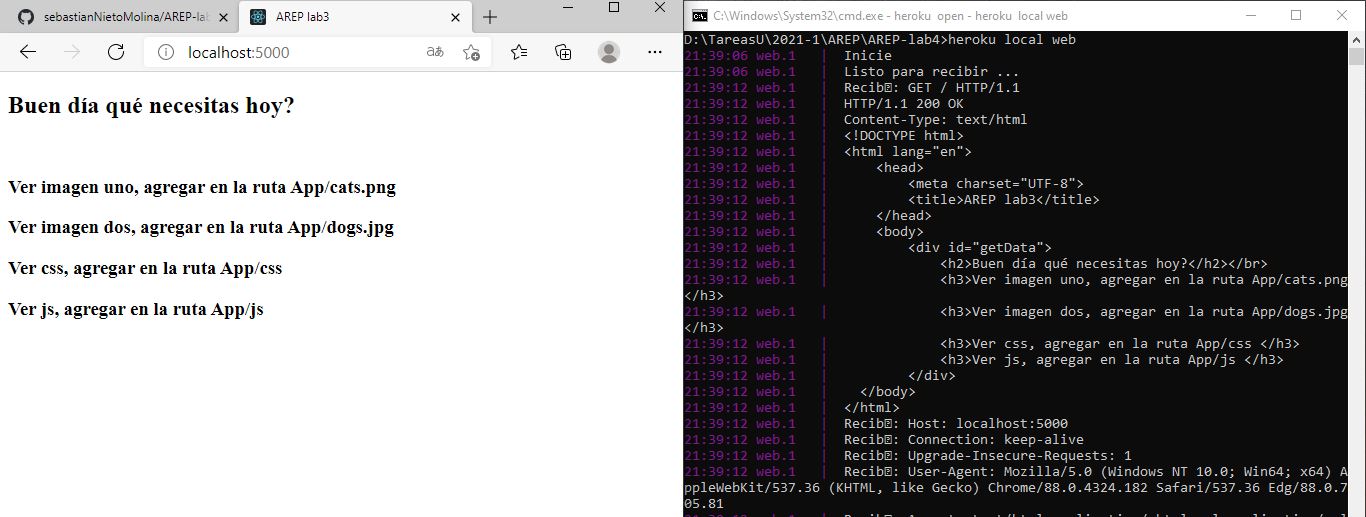 sebastianNietoMolina/AREP-lab
AREP lab3
localhost:5000
Buen día qué necesitas hoy?
Ver imagen uno, agregar en la ruta App/cats.png
Ver imagen dos, agregar en la ruta App/dogs.jpg
Ver css, agregar en la ruta App/css
Ver js, agregar en la ruta App/js
C:\Windows\System32\cmd.exe - heroku  open - heroku  local web
D:\TareasU\2021-1\AREP\AREP-lab4>heroku local web
21:39:06 web.1   |  Inicie
21:39:06 web.1   |  Listo para recibir ...
21:39:12 web.1   |  Recib�: GET / HTTP/1.1
21:39:12 web.1   |  HTTP/1.1 200 OK
21:39:12 web.1   |  Content-Type: text/html
21:39:12 web.1   |  <!DOCTYPE html>
21:39:12 web.1   |  <html lang="en">
21:39:12 web.1   |      <head>
21:39:12 web.1   |          <meta charset="UTF-8">
21:39:12 web.1   |          <title>AREP lab3</title>
21:39:12 web.1   |      </head>
21:39:12 web.1   |      <body>
21:39:12 web.1   |          <div id="getData">
21:39:12 web.1   |              <h2>Buen día qué necesitas hoy?</h2></br>
21:39:12 web.1   |              <h3>Ver imagen uno, agregar en la ruta App/cats.png
</h3>
21:39:12 web.1   |              <h3>Ver imagen dos, agregar en la ruta App/dogs.jpg
</h3>
21:39:12 web.1   |              <h3>Ver css, agregar en la ruta App/css </h3>
21:39:12 web.1   |              <h3>Ver js, agregar en la ruta App/js </h3>
21:39:12 web.1   |          </div>
21:39:12 web.1   |    </body>
21:39:12 web.1   |  </html>
21:39:12 web.1   |  Recib�: Host: localhost:5000
21:39:12 web.1   |  Recib�: Connection: keep-alive
21:39:12 web.1   |  Recib�: Upgrade-Insecure-Requests: 1
21:39:12 web.1   |  Recib�: User-Agent: Mozilla/5.0 (Windows NT 10.0; Win64; x64) A
ppleWebKit/537.36 (KHTML, like Gecko) Chrome/88.0.4324.182 Safari/537.36 Edg/88.0.7
05.81